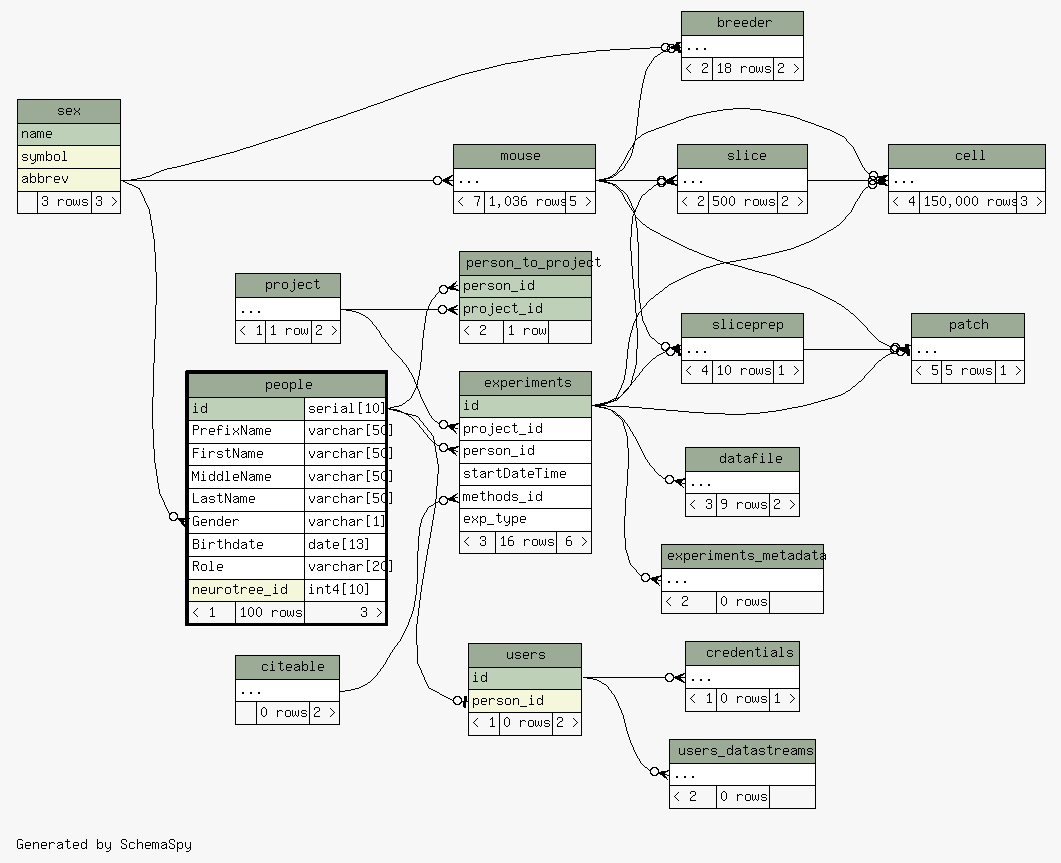 breeder
...
< 2 18 rows 2 >
sex
name
symbol
abbrev
3 rows 3 >
mouse
...
< 7 1,036 rows 5 >
slice
...
< 2 500 rows 2 >
cell
...
< 4 150,000 rows 3 >
project
...
< 1 1 row 2 >
person_to_project
person_id
project_id
< 2 1 row
sliceprep
...
< 4 10 rows 1 >
patch
...
< 5 5 rows 1 >
people
id serial[10]
PrefixName varchar[50]
FirstName varchar[50]
MiddleName varchar[50]
LastName varchar[50]
Gender varchar[1]
Birthdate date[13]
Role varchar[20]
neurotree_id int4[10]
< 1 100 rows 3 >
experiments
id
project_id
person_id
startDateTime
methods_id
exp_type
< 3 16 rows 6 >
datafile
...
< 3 9 rows 2 >
experiments_metadata
...
< 2 0 rows
citeable
...
0 rows 2 >
users
id
person_id
< 1 0 rows 2 >
credentials
...
< 1 0 rows 1 >
users_datastreams
...
< 2 0 rows
Generated by SchemaSpy